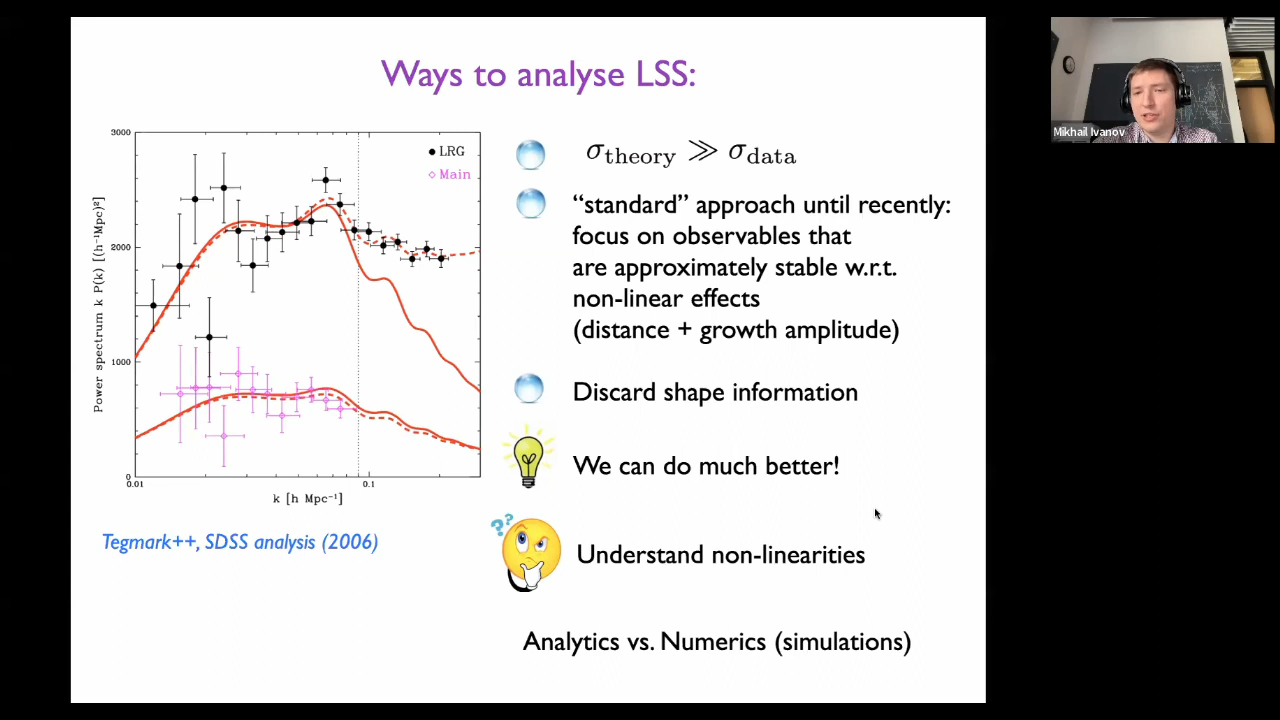 Ways to analyse LSS:
3000
2000
1000
0
0.01
0.1
Power spectrum k P(k) [(h⁻¹Mpc)²]
k [h Mpc⁻¹]
LRG
Main
Tegmark++, SDSS analysis (2006)
σtheory ≫ σdata
“standard” approach until recently:
focus on observables that
are approximately stable w.r.t.
non-linear effects
(distance + growth amplitude)
Discard shape information
We can do much better!
??
Understand non-linearities
Analytics vs. Numerics (simulations)
Mikhail Ivanov